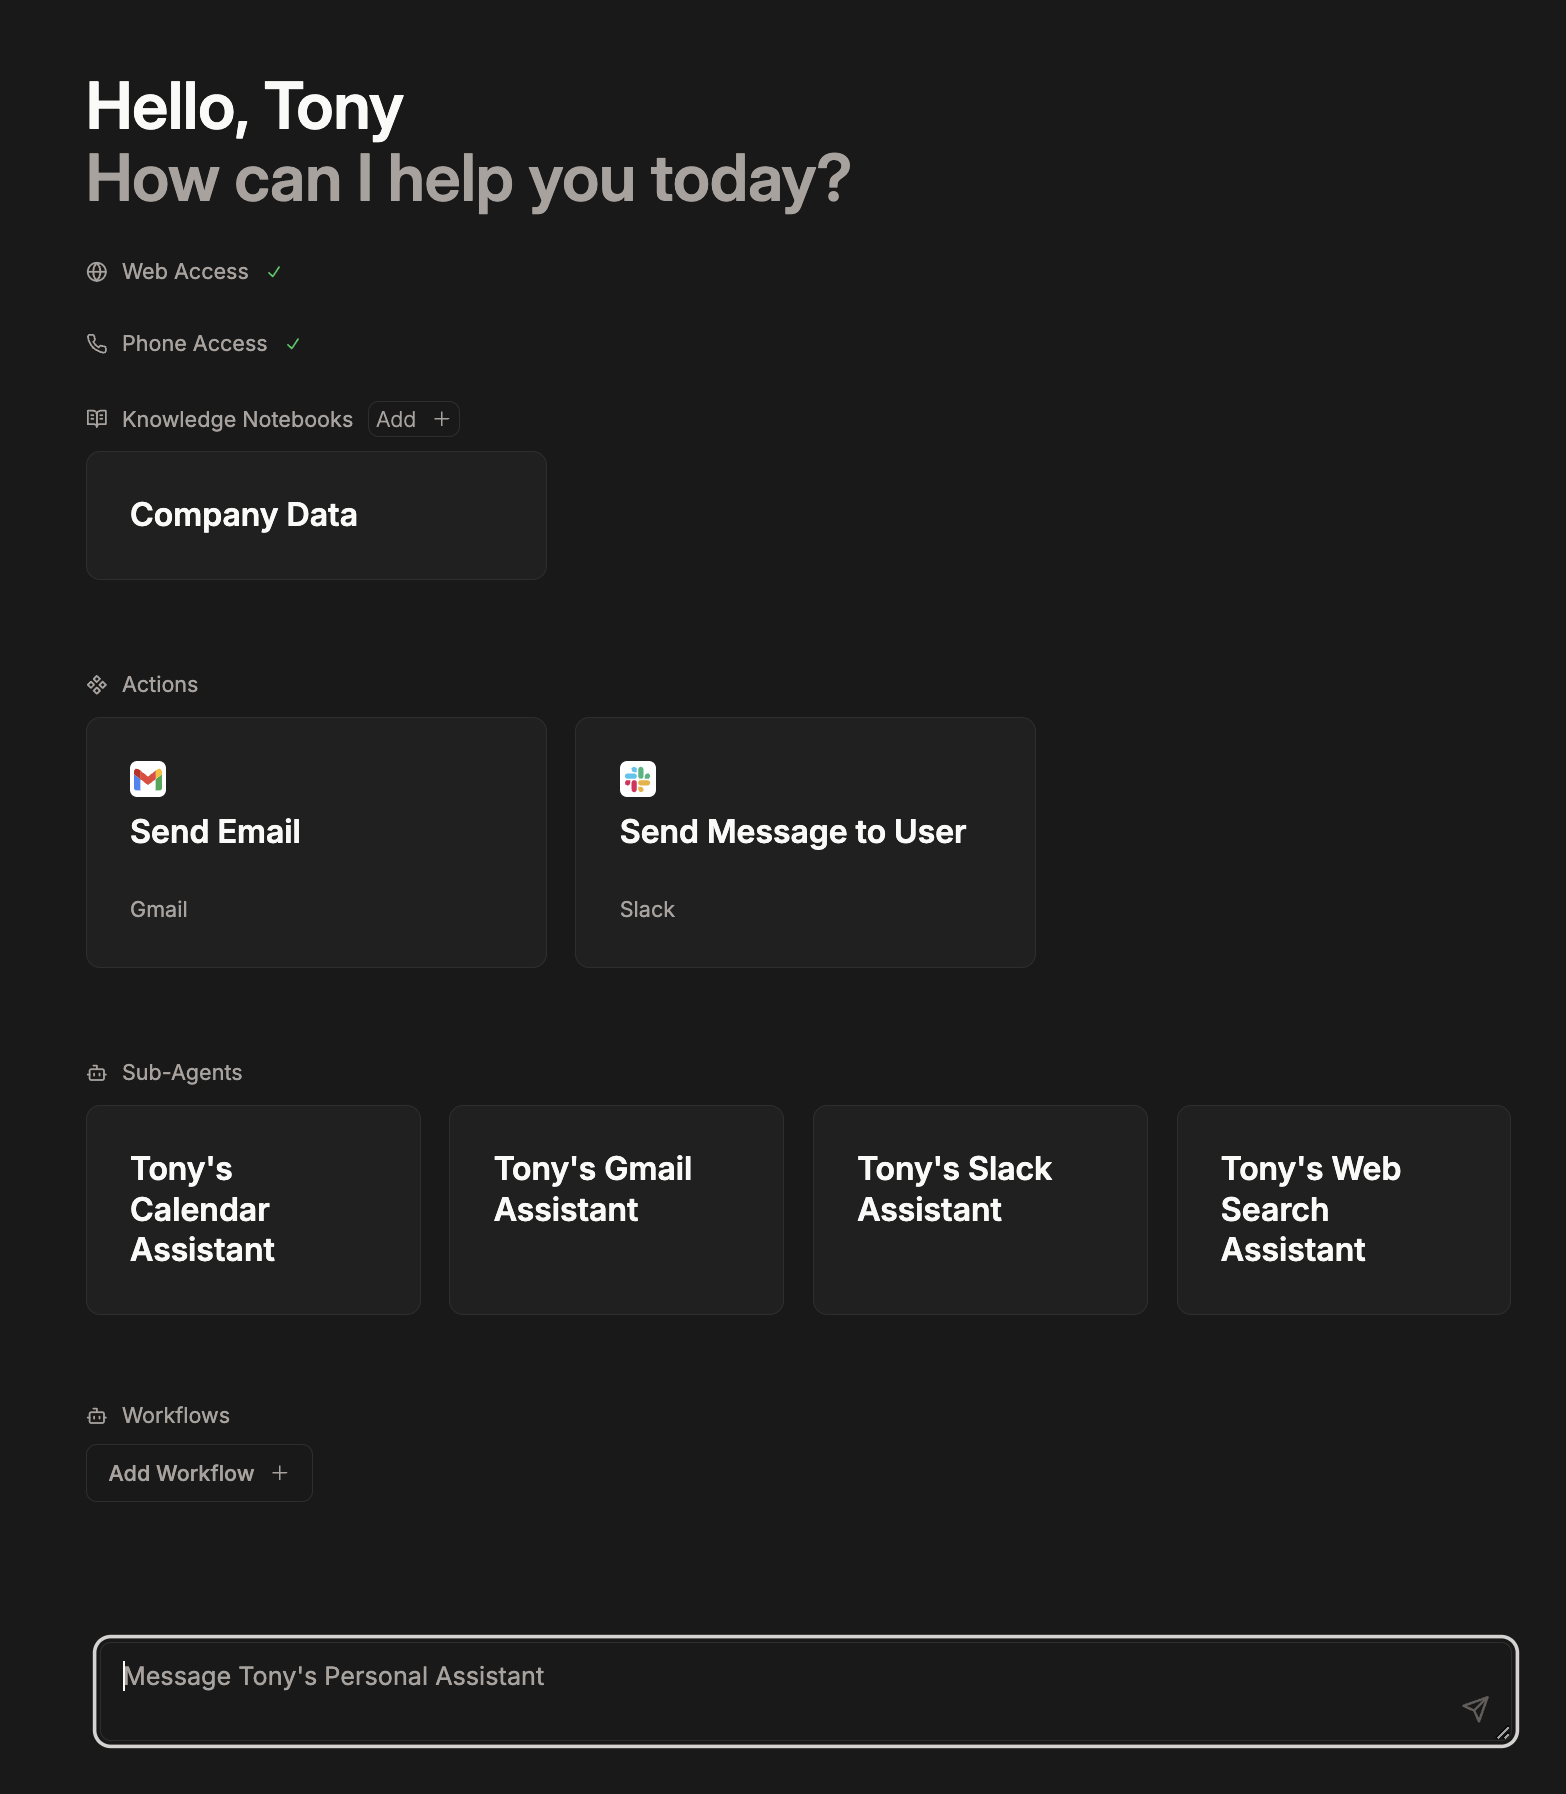 Hello, Tony
How can I help you today?
Web Access
Phone Access
Knowledge Notebooks
Add
Company Data
Actions
Send Email
Gmail
Send Message to User
Slack
Sub-Agents
Tony's
Calendar
Assistant
Tony's Gmail
Assistant
Tony's Slack
Assistant
Tony's Web
Search
Assistant
Workflows
Add Workflow
Message Tony's Personal Assistant